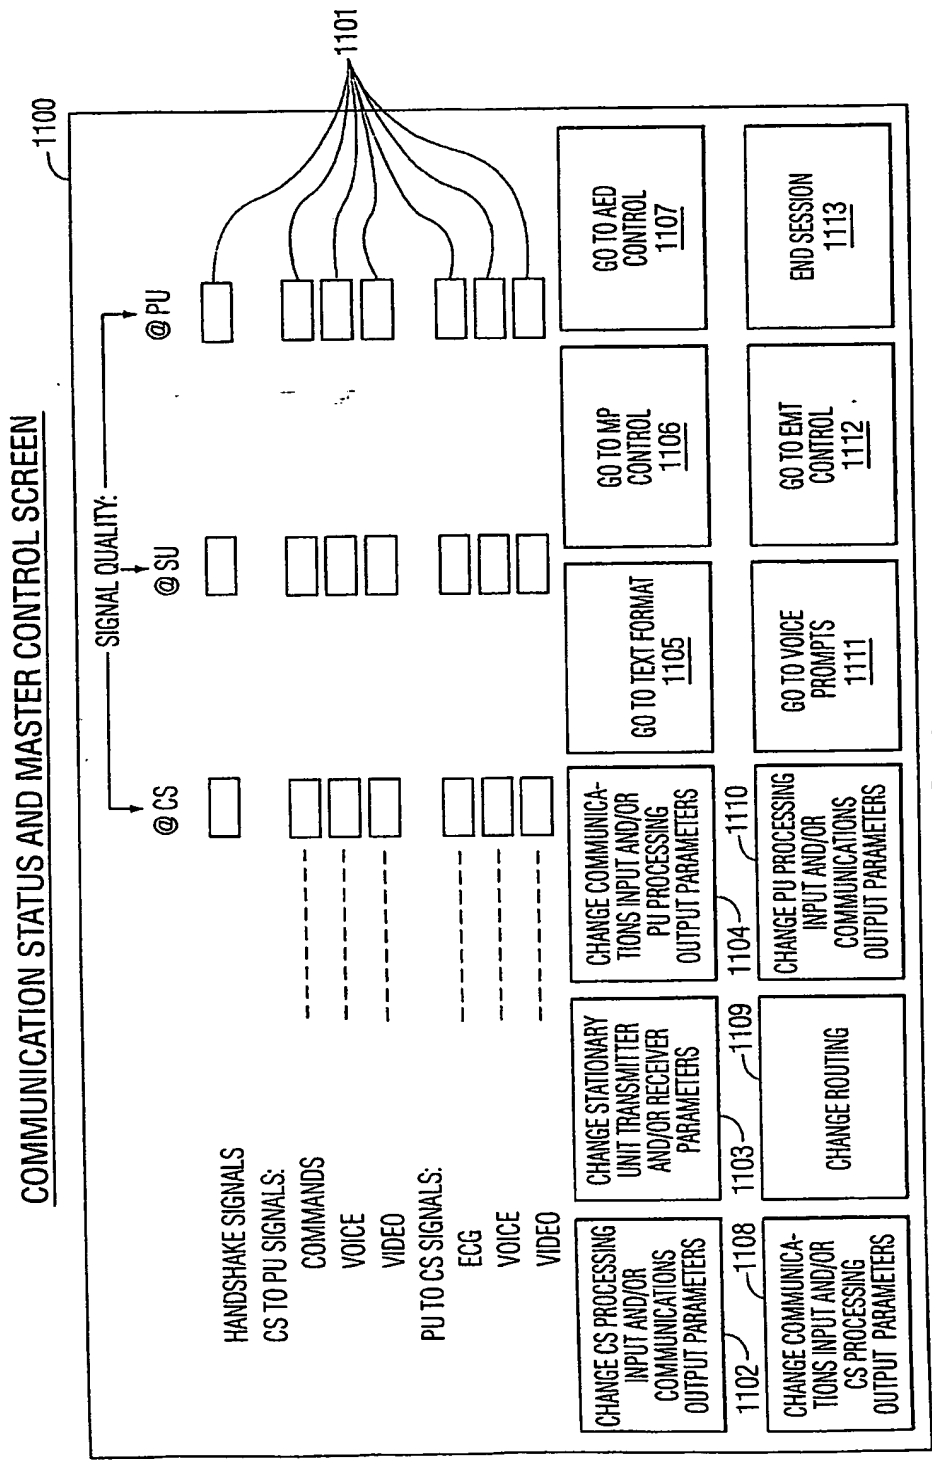 COMMUNICATION STATUS AND MASTER CONTROL SCREEN
1100
SIGNAL QUALITY:
@ CS
@ SU
@ PU
1101
HANDSHAKE SIGNALS
CS TO PU SIGNALS:
COMMANDS
VOICE
VIDEO
PU TO CS SIGNALS:
ECG
VOICE
VIDEO
CHANGE CS PROCESSING
INPUT AND/OR
COMMUNICATIONS
OUTPUT PARAMETERS
1102
CHANGE STATIONARY
UNIT TRANSMITTER
AND/OR RECEIVER
PARAMETERS
1103
CHANGE COMMUNICA-
TIONS INPUT AND/OR
PU PROCESSING
OUTPUT PARAMETERS
1104
GO TO TEXT FORMAT
1105
GO TO MP
CONTROL
1106
GO TO AED
CONTROL
1107
1108
CHANGE COMMUNICA-
TIONS INPUT AND/OR
CS PROCESSING
OUTPUT PARAMETERS
1109
CHANGE ROUTING
1110
CHANGE PU PROCESSING
INPUT AND/OR
COMMUNICATIONS
OUTPUT PARAMETERS
GO TO VOICE
PROMPTS
1111
GO TO EMT
CONTROL
1112
END SESSION
1113